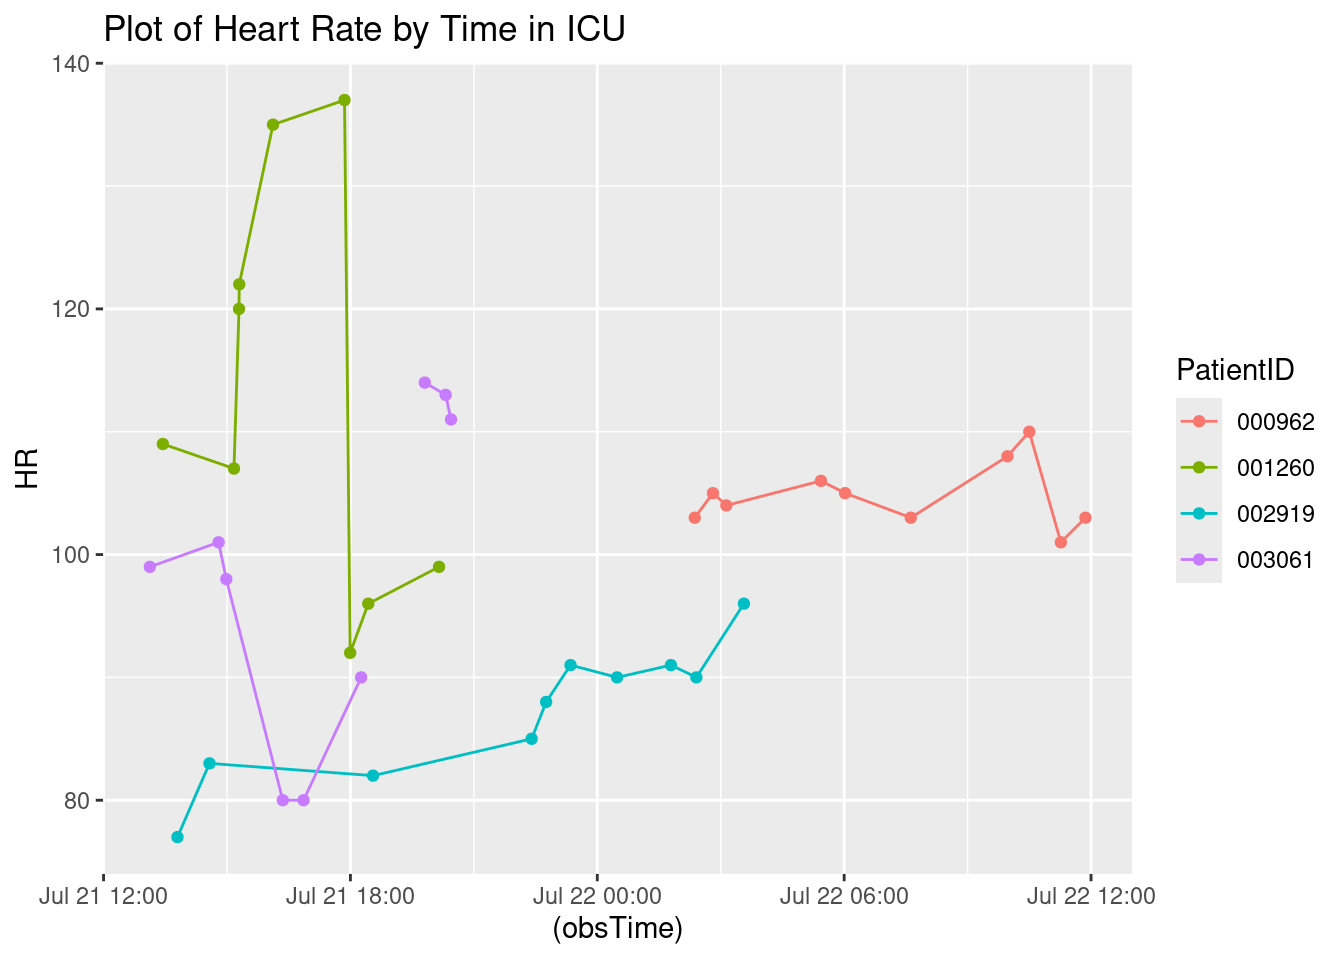 Plot of Heart Rate by Time in ICU
140
120
100
80
HR
Jul 21 12:00
Jul 21 18:00
Jul 22 00:00
Jul 22 06:00
Jul 22 12:00
(obsTime)
PatientID
000962
001260
002919
003061